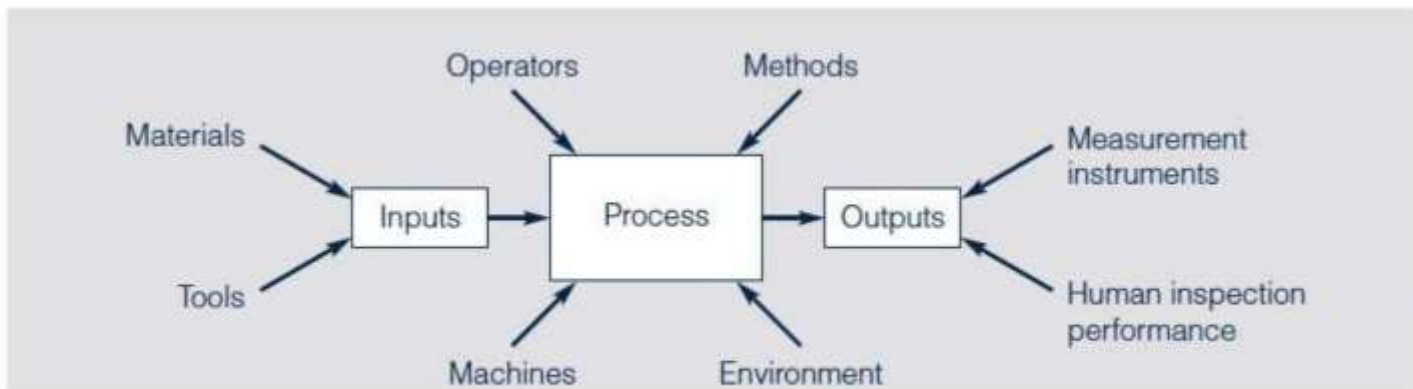 Operators
Methods
Materials
Measurement
instruments
Inputs
Process
Outputs
Tools
Human inspection
performance
Machines
Environment